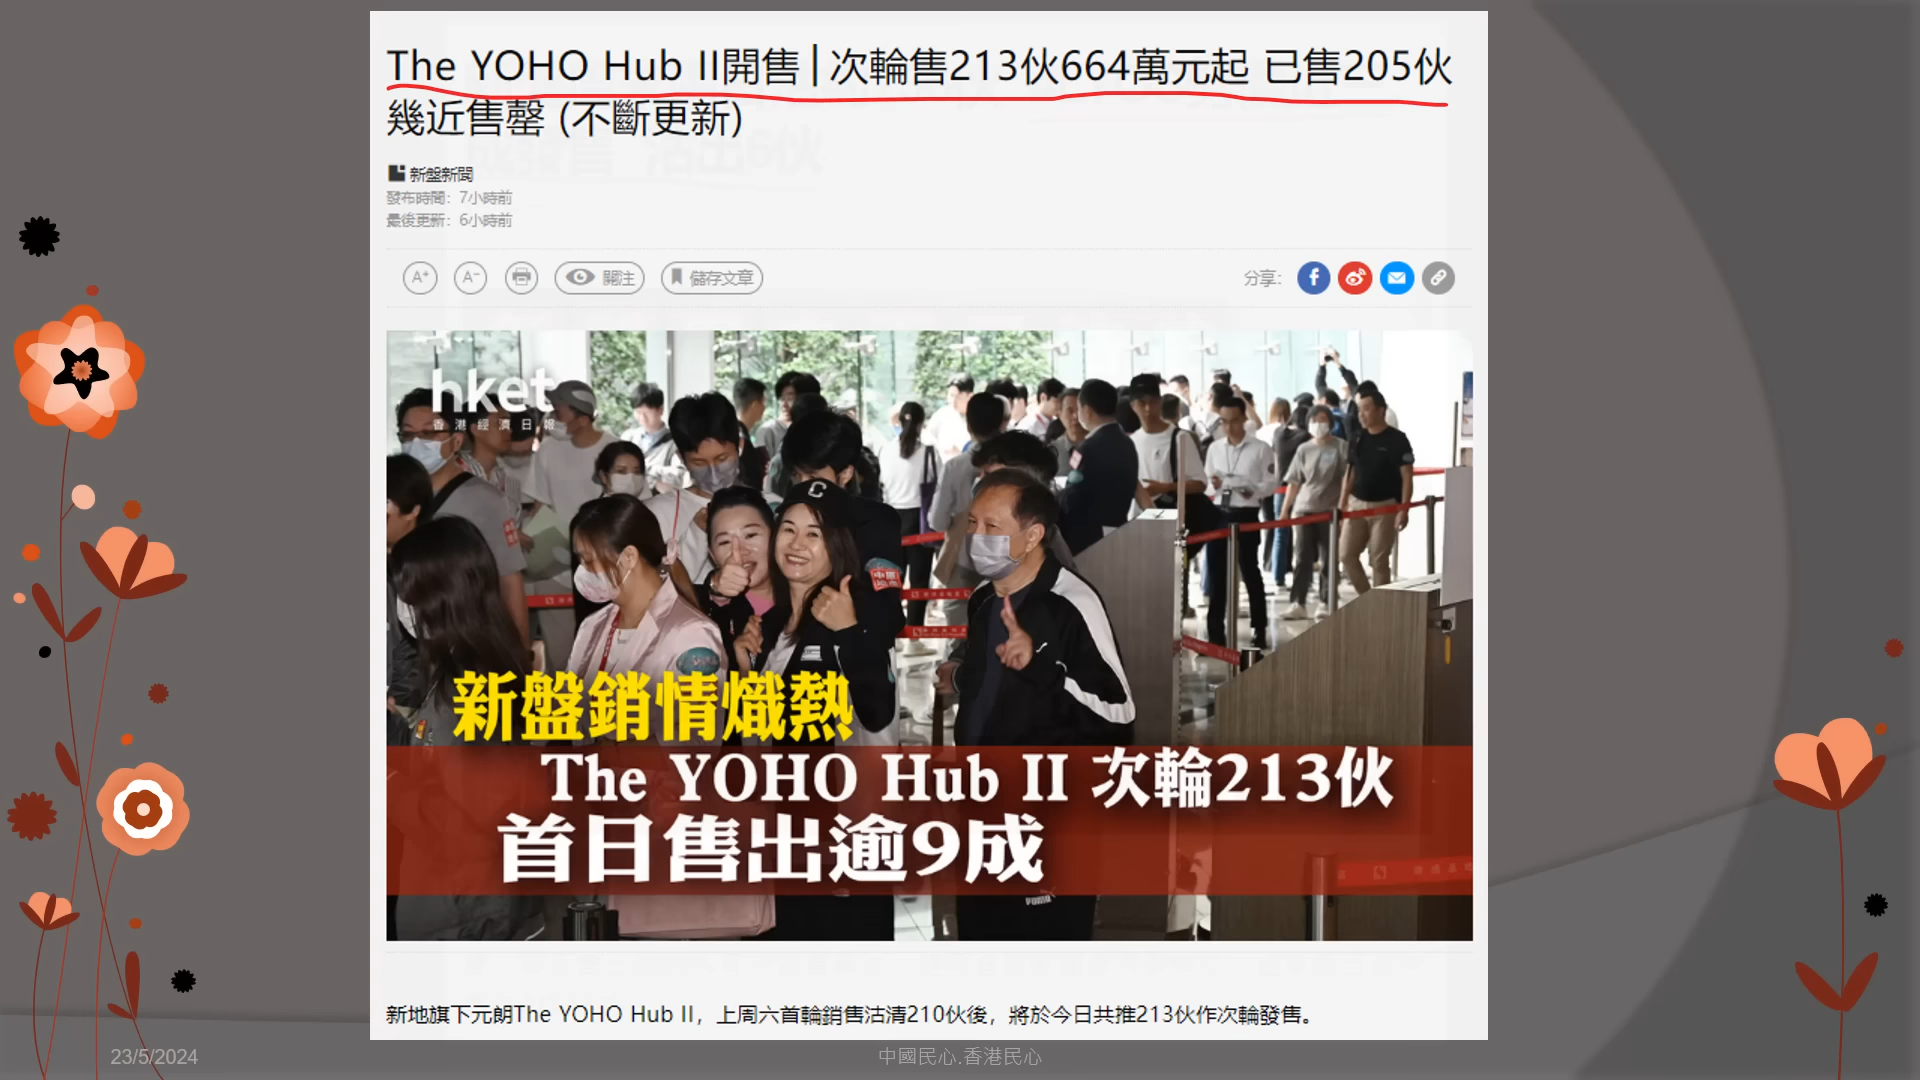 The YOHO Hub II開售│次輪售213伙664萬元起 已售205伙
幾近售罄 (不斷更新)
新盤新聞
發布時間：7小時前
最後更新：6小時前
A+ A- 關注 儲存文章 分享：
hket
香港經濟日報
C
新盤銷情熾熱
The YOHO Hub II 次輪213伙
首日售出逾9成
PUMA
新地旗下元朗The YOHO Hub II，上周六首輪銷售沽清210伙後，將於今日共推213伙作次輪發售。
23/5/2024
中國民心.香港民心